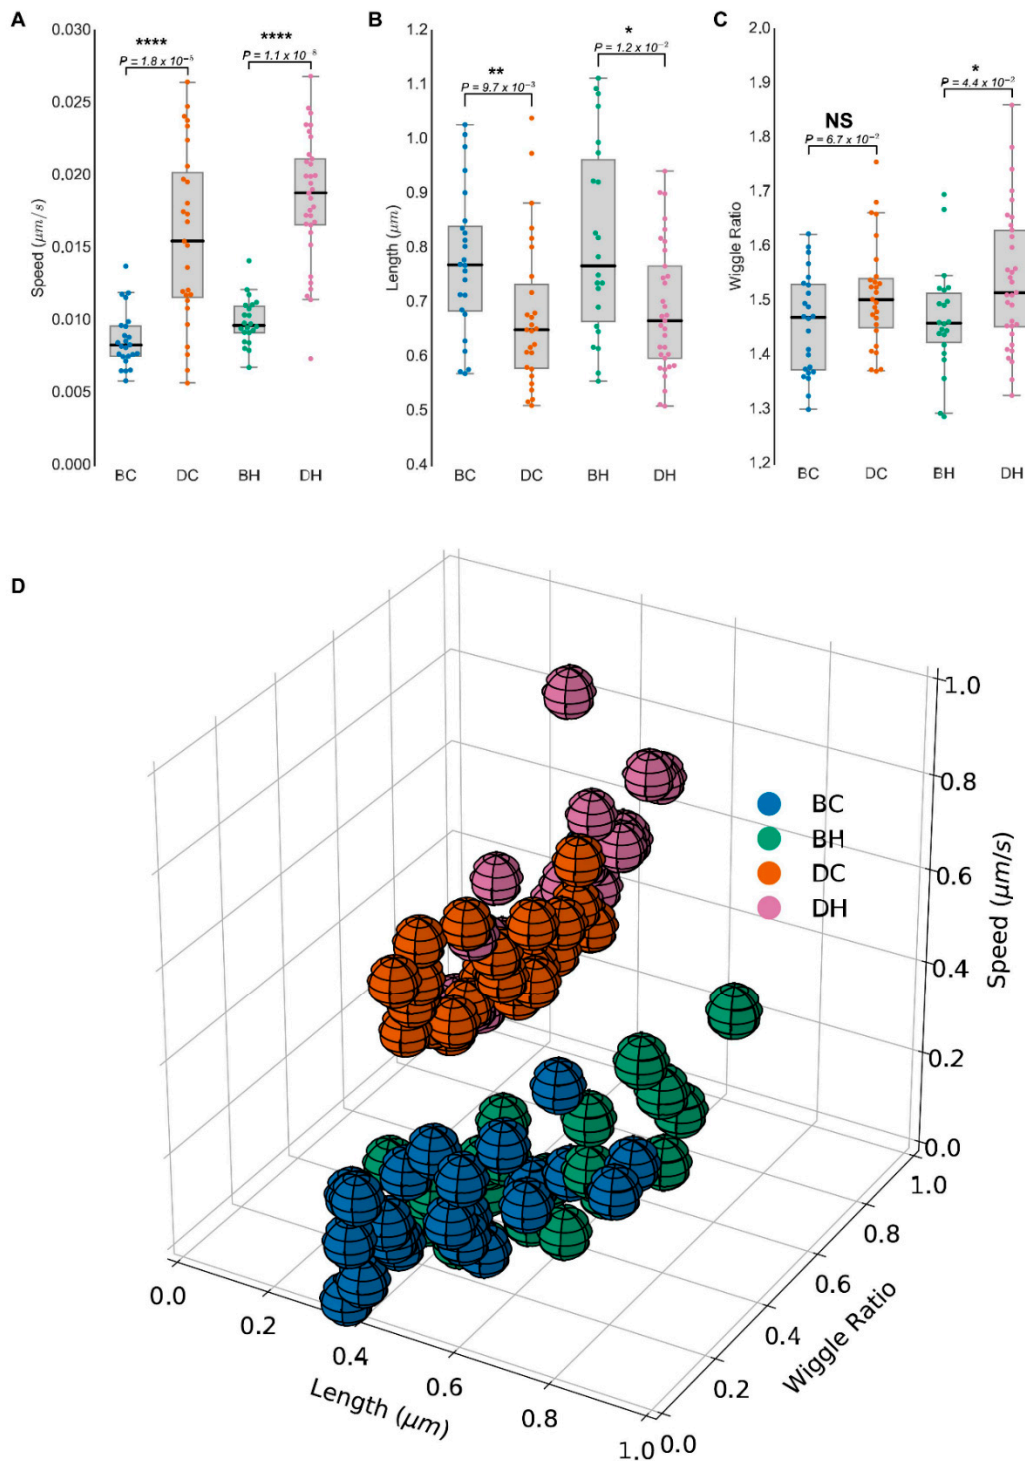 A
B
C
0.030
0.025
0.020
0.015
0.010
0.005
0.000
Speed (μm/s)
****
P = 1.8 x 10⁻⁵
****
BC
DC
BH
DH
1.2
1.1
1.0
0.9
0.8
0.7
0.6
0.5
0.4
Length (μm)
**
P = 9.7 x 10⁻³
*
P = 1.2 x 10⁻²
BC
DC
BH
DH
2.0
1.9
1.8
1.7
1.6
1.5
1.4
1.3
1.2
Wiggle Ratio
NS
P = 6.7 x 10⁻²
*
P = 4.4 x 10⁻²
BC
DC
BH
DH
D
BC
BH
DC
DH
1.0
0.8
0.6
0.4
0.2
0.0
Speed (μm/s)
1.0
0.8
0.6
0.4
0.2
0.0
Wiggle Ratio
0.0
0.2
0.4
0.6
0.8
1.0
Length (μm)